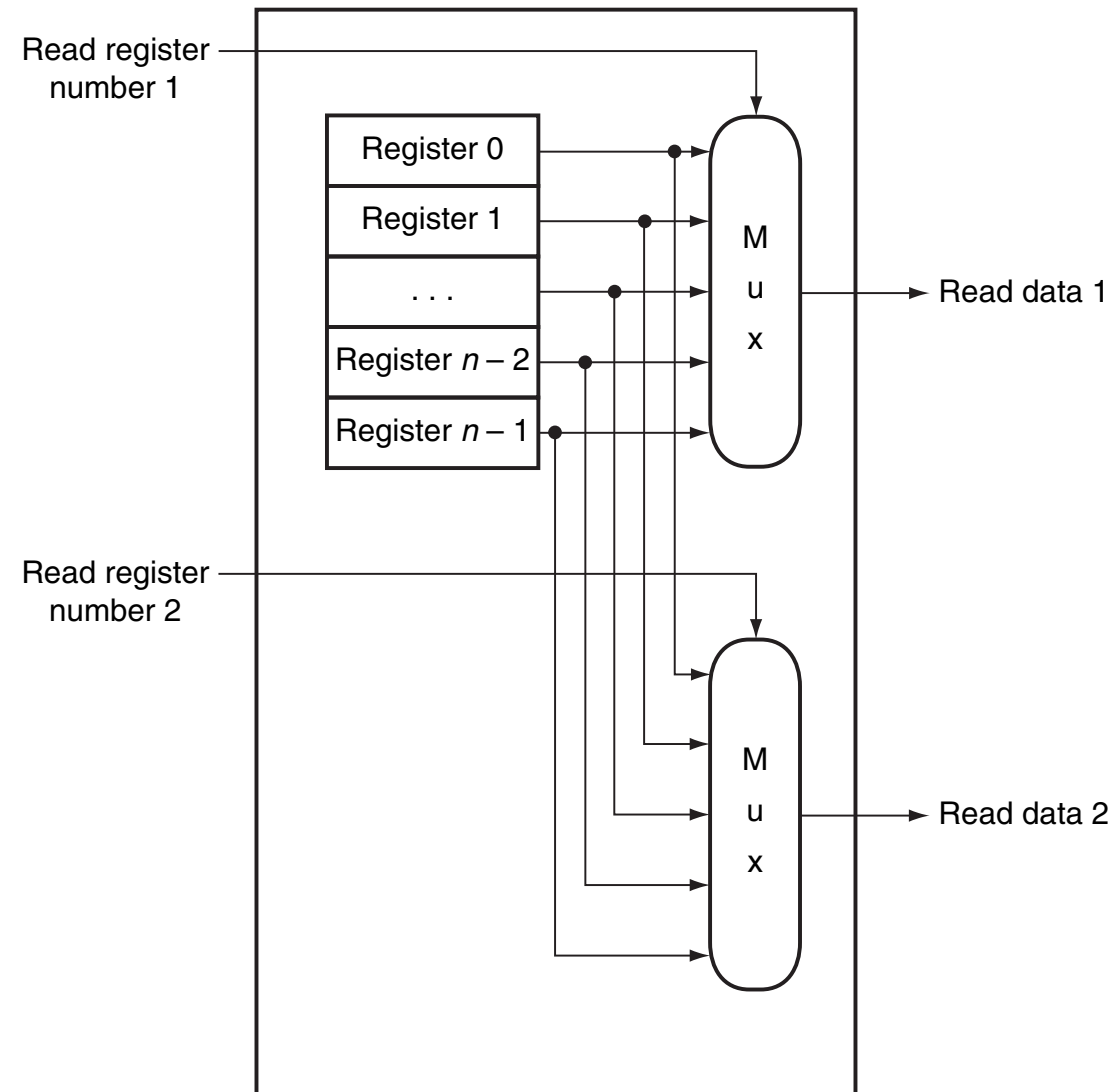 Read register
number 1
Register 0
Register 1
. . .
Register n – 2
Register n – 1
M
u
x
Read data 1
Read register
number 2
M
u
x
Read data 2